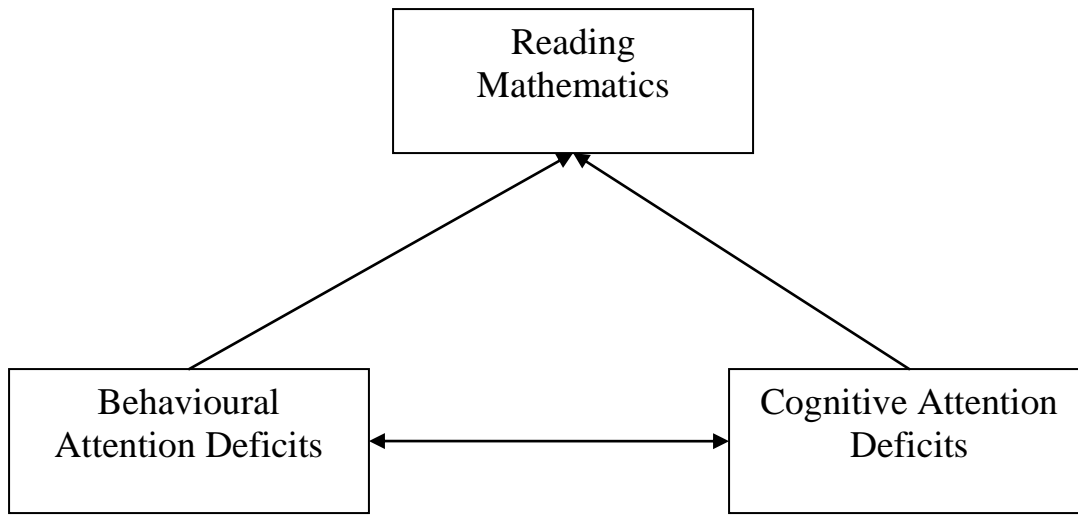 Reading
Mathematics
Behavioural
Attention Deficits
Cognitive Attention
Deficits